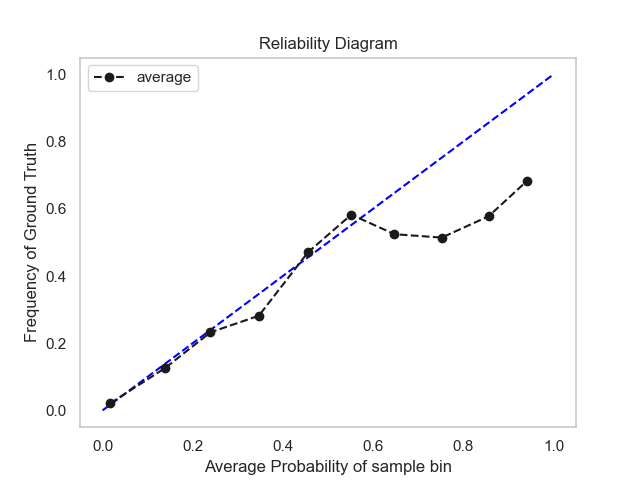 Reliability Diagram
average
1.0
0.8
0.6
0.4
0.2
0.0
Frequency of Ground Truth
0.0 0.2 0.4 0.6 0.8 1.0
Average Probability of sample bin